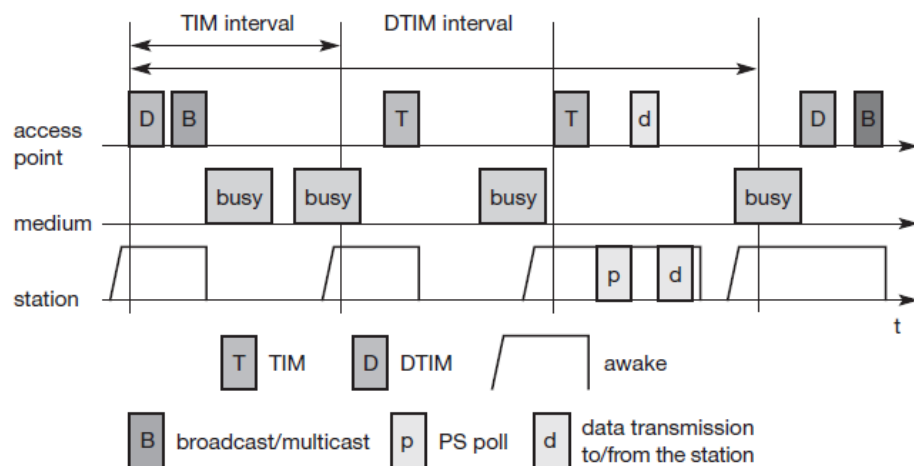 TIM interval DTIM interval
D B T T d D B
access
point
busy busy busy busy
medium
p d
station
t
T TIM D DTIM awake
B broadcast/multicast p PS poll d data transmission
to/from the station